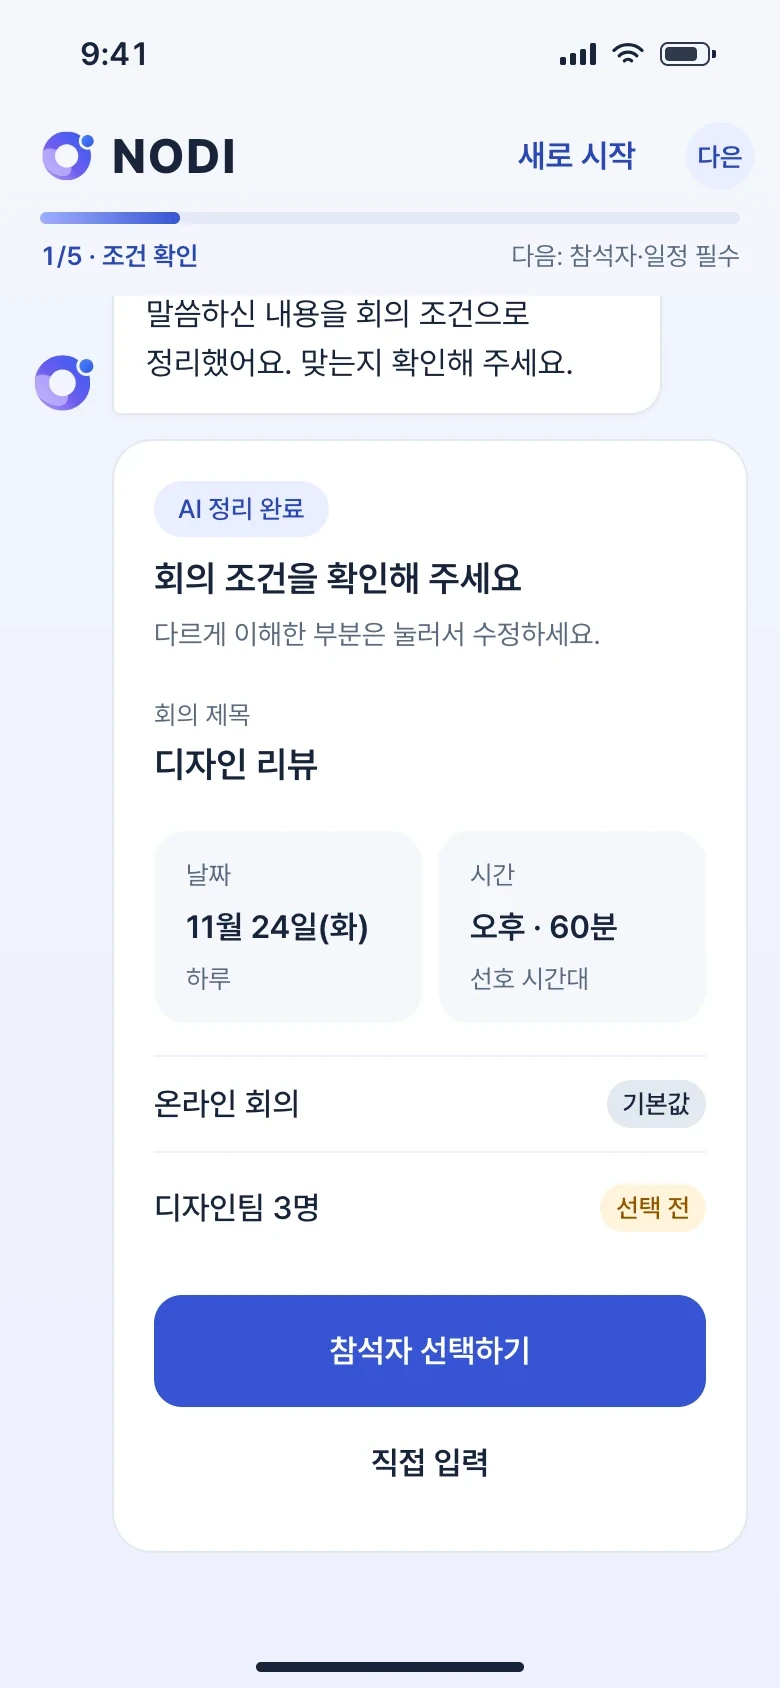 9:41
NODI
새로 시작
다은
1/5 · 조건 확인
다음: 참석자·일정 필수
말씀하신 내용을 회의 조건으로
정리했어요. 맞는지 확인해 주세요.
AI 정리 완료
회의 조건을 확인해 주세요
다르게 이해한 부분은 눌러서 수정하세요.
회의 제목
디자인 리뷰
날짜
11월 24일(화)
하루
시간
오후 · 60분
선호 시간대
온라인 회의
기본값
디자인팀 3명
선택 전
참석자 선택하기
직접 입력